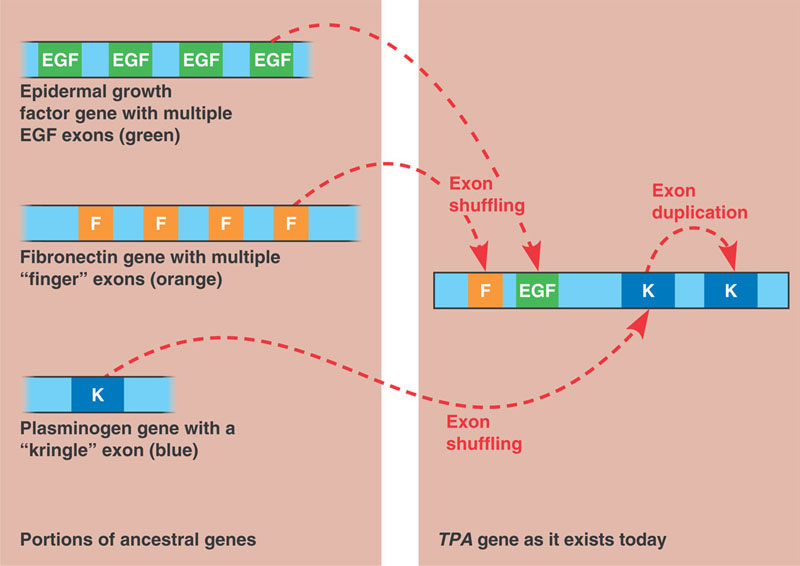 EGF EGF EGF EGF
Epidermal growth
factor gene with multiple
EGF exons (green)
F F F F
Fibronectin gene with multiple
“finger” exons (orange)
K
Plasminogen gene with a
“kringle” exon (blue)
Portions of ancestral genes
Exon
shuffling
Exon
duplication
F EGF K K
Exon
shuffling
TPA gene as it exists today